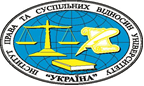 ІНСТИТУТ ПРАВА ТА СУСПІЛЬНИХ ВІДНОСИН УНІВЕРСИТЕТУ
"УКРАЇНА"